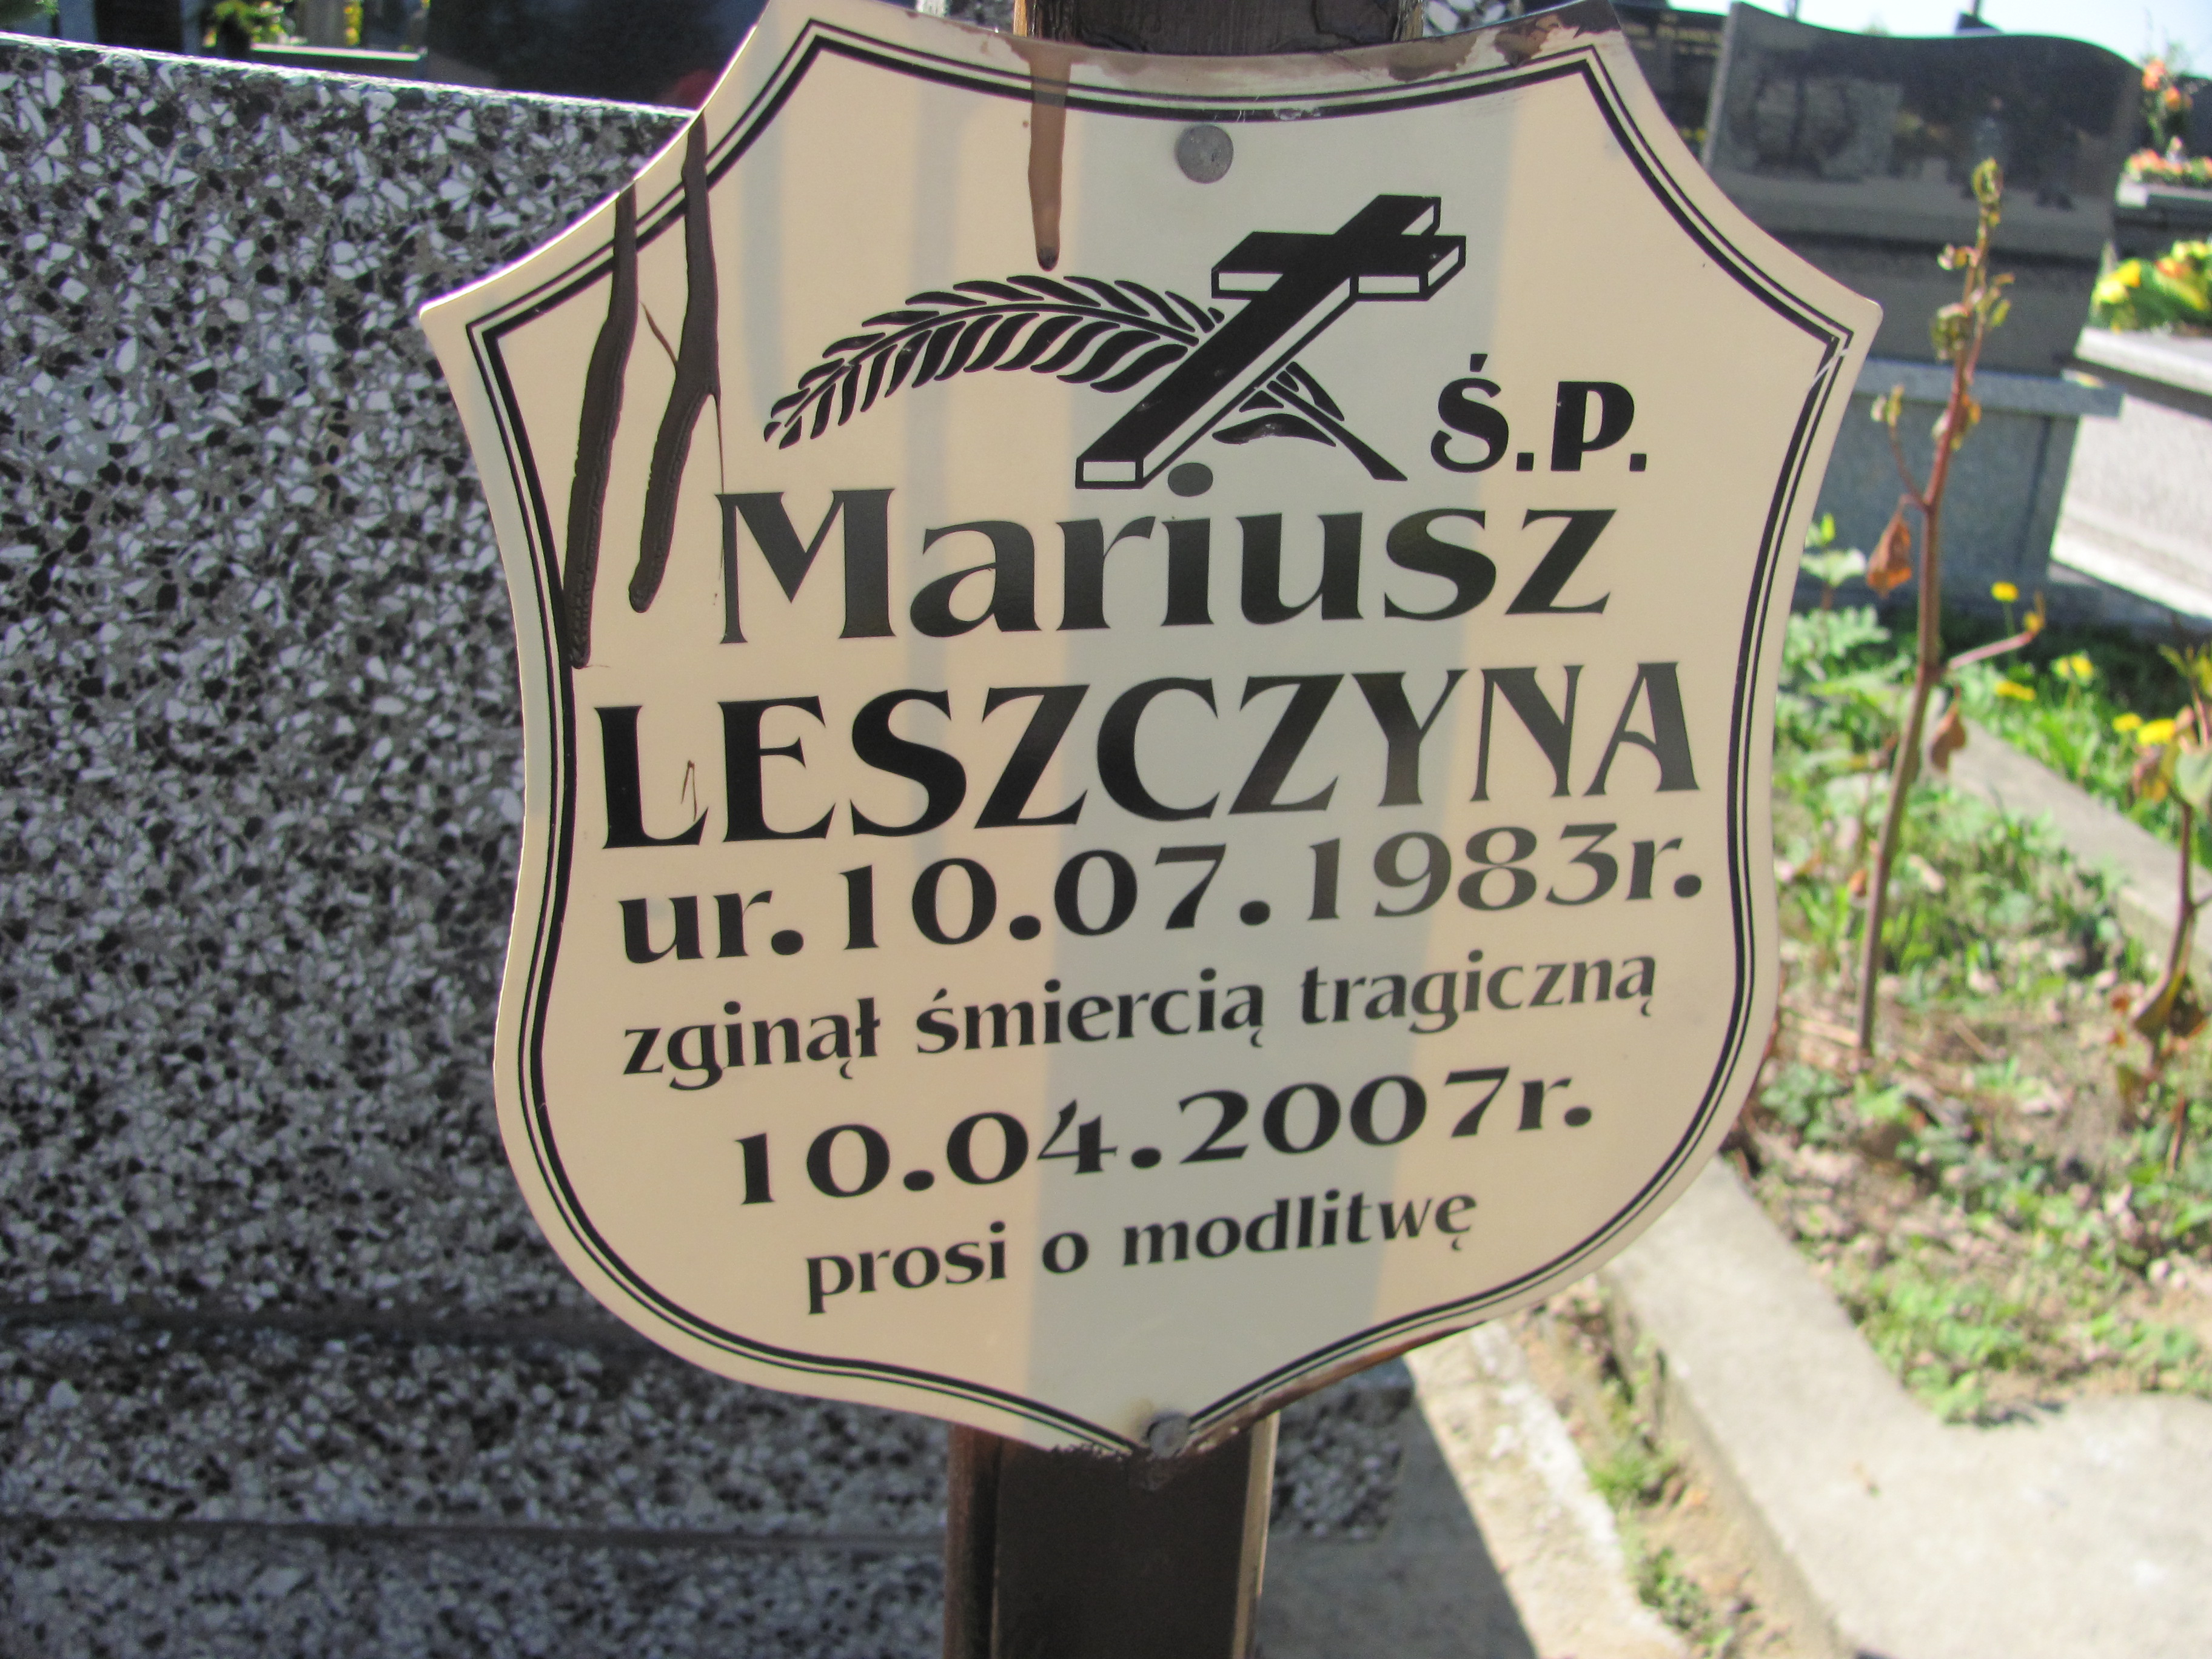 Ś.P.
Mariusz
LESZCZYNA
ur. 10.07.1983r.
zginął śmiercią tragiczną
10.04.2007r.
prosi o modlitwę